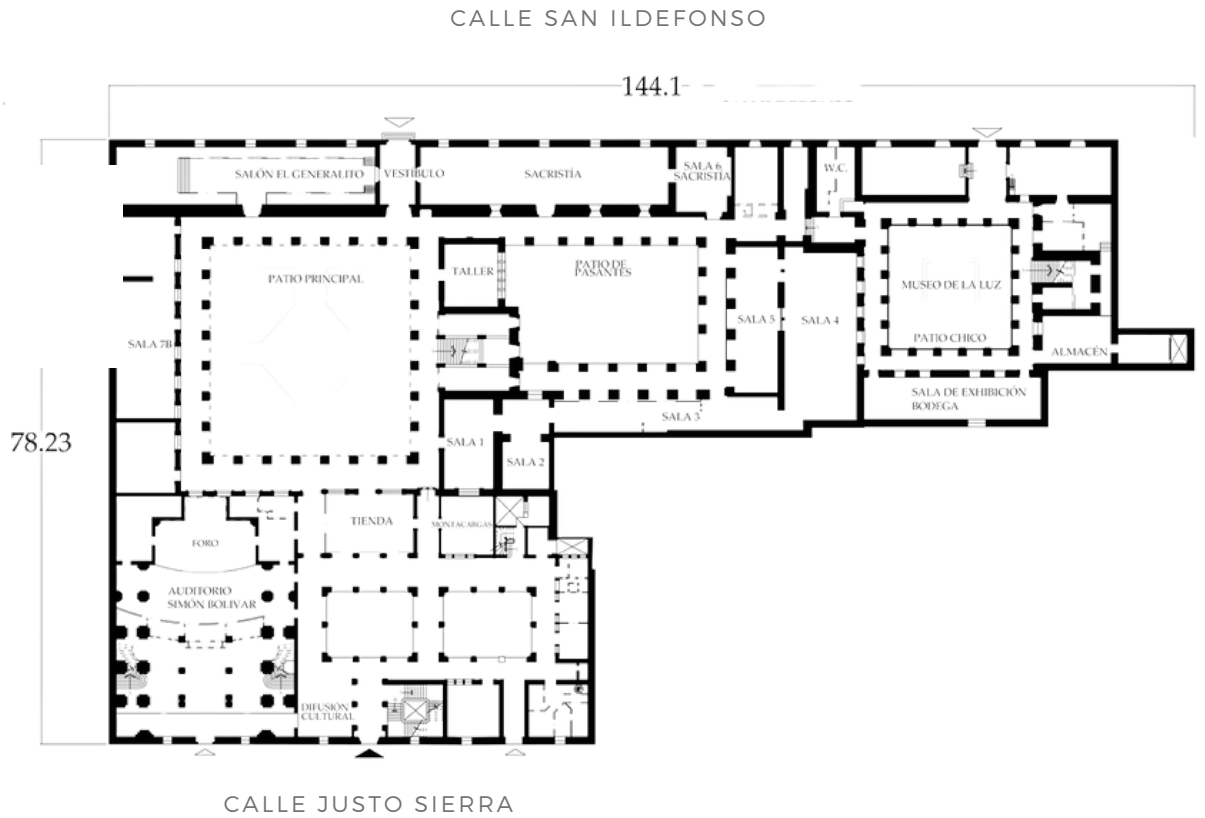 CALLE SAN ILDEFONSO
144.1
SALÓN EL GENERALITO
VESTIBULO
SACRISTÍA
SALA 6
SACRISTIA
W.C.
TALLER
PATIO DE
PASANTES
PATIO PRINCIPAL
MUSEO DE LA LUZ
SALA 5
SALA 4
PATIO CHICO
SALA 7B
ALMACÉN
SALA DE EXHIBICIÓN
BODEGA
SALA 3
78.23
SALA 1
SALA 2
TIENDA
MONTACARGAS
FORO
AUDITORIO
SIMÓN BOLIVAR
DIFUSIÓN
CULTURAL
CALLE JUSTO SIERRA